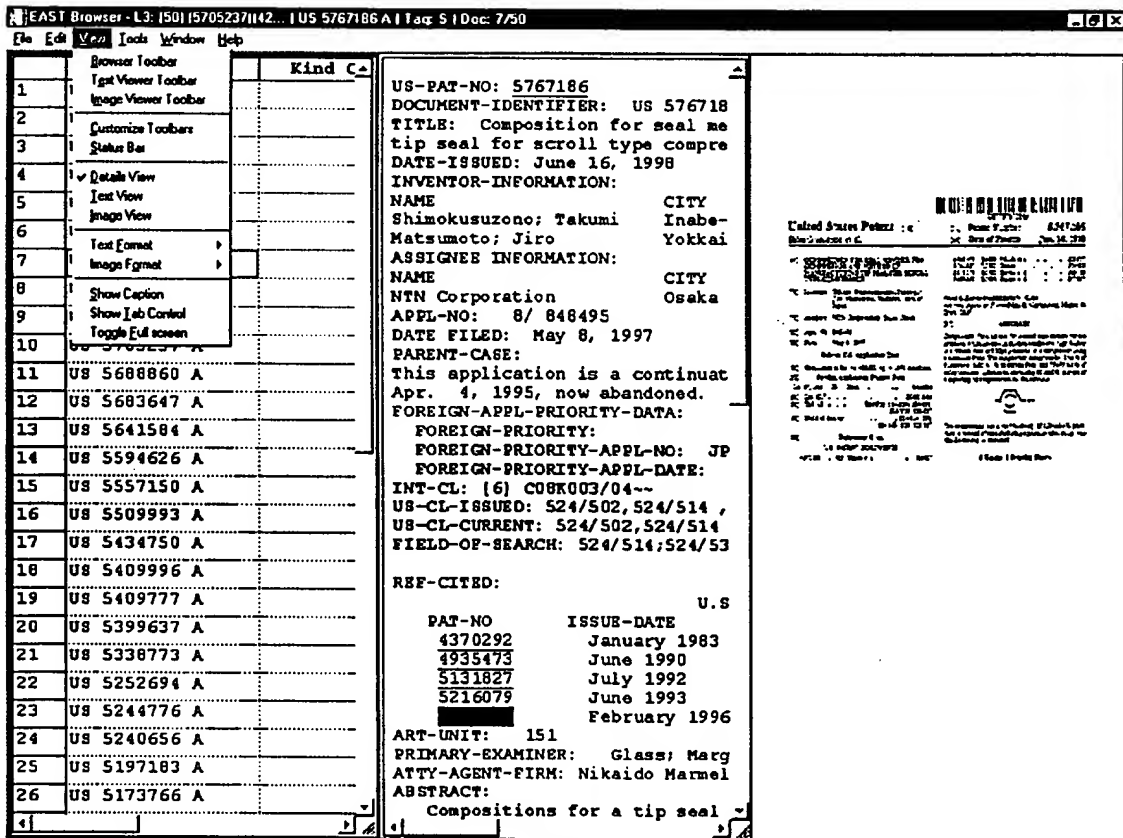 EAST Browser - L3: (50) (5705237)|42... | US 5767186 A | Tag: S | Doc: 7/50
File Edit View Tools Window Help
Browser Toolbar
Text Viewer Toolbar
Image Viewer Toolbar
Customize Toolbars
Status Bar
Details View
Text View
Image View
Text Format
Image Format
Show Caption
Show Tab Control
Toggle Full screen
Kind C
1
2
3
4
5
6
7
8
9
10
11 US 5688860 A
12 US 5683647 A
13 US 5641584 A
14 US 5594626 A
15 US 5557150 A
16 US 5509993 A
17 US 5434750 A
18 US 5409996 A
19 US 5409777 A
20 US 5399637 A
21 US 5338773 A
22 US 5252694 A
23 US 5244776 A
24 US 5240656 A
25 US 5197183 A
26 US 5173766 A
US-PAT-NO: 5767186
DOCUMENT-IDENTIFIER: US 576718
TITLE: Composition for seal me
tip seal for scroll type compre
DATE-ISSUED: June 16, 1998
INVENTOR-INFORMATION:
NAME CITY
Shimokusuzono; Takumi Inabe-
Matsumoto; Jiro Yokkai
ASSIGNEE INFORMATION:
NAME CITY
NTN Corporation Osaka
APPL-NO: 8/ 848495
DATE FILED: May 8, 1997
PARENT-CASE:
This application is a continuat
Apr. 4, 1995, now abandoned.
FOREIGN-APPL-PRIORITY-DATA:
FOREIGN-PRIORITY:
FOREIGN-PRIORITY-APPL-NO: JP
FOREIGN-PRIORITY-APPL-DATE:
INT-CL: [6] C08K003/04~~
US-CL-ISSUED: 524/502,524/514 ,
US-CL-CURRENT: 524/502,524/514
FIELD-OF-SEARCH: 524/514;524/53
REF-CITED:
U.S
PAT-NO ISSUE-DATE
4370292 January 1983
4935473 June 1990
5131827 July 1992
5216079 June 1993
February 1996
ART-UNIT: 151
PRIMARY-EXAMINER: Glass; Marg
ATTY-AGENT-FIRM: Nikaido Marmel
ABSTRACT:
Compositions for a tip seal
United States Patent